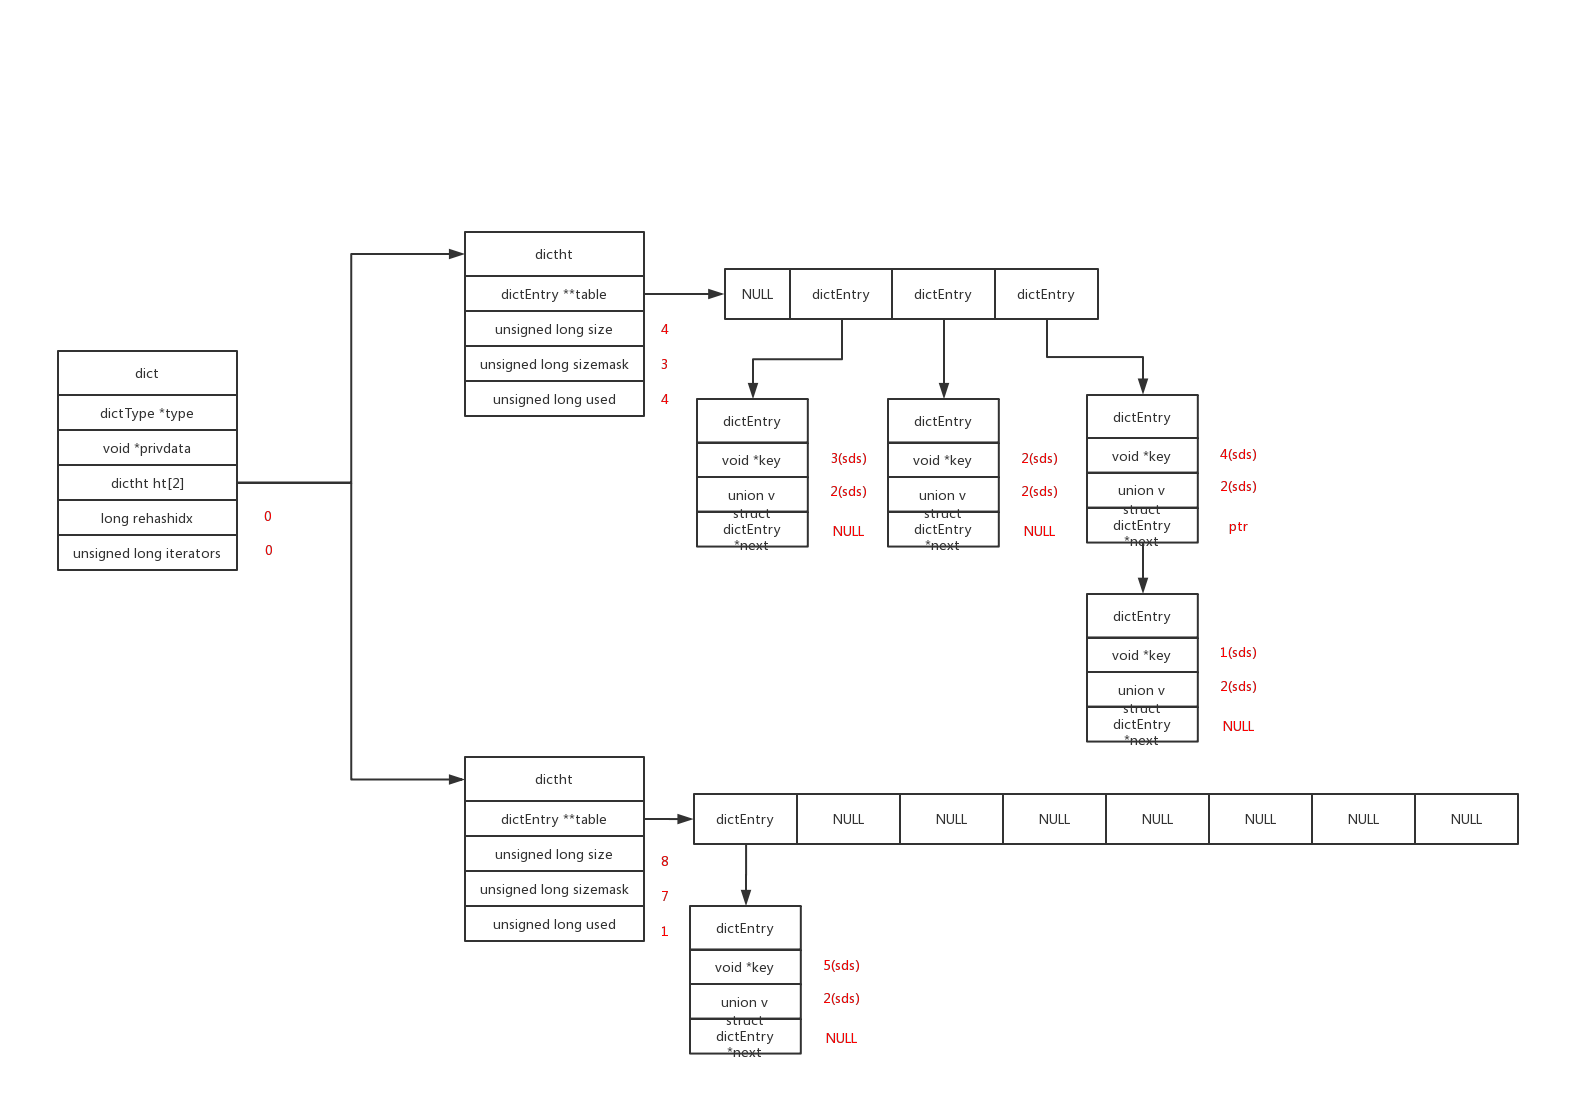 dict
dictType *type
void *privdata
dictht ht[2]
long rehashidx
0
unsigned long iterators
0
dictht
dictEntry **table
unsigned long size
4
unsigned long sizemask
3
unsigned long used
4
NULL
dictEntry
dictEntry
dictEntry
dictEntry
void *key
3(sds)
union v
2(sds)
struct
dictEntry
*next
NULL
dictEntry
void *key
2(sds)
union v
2(sds)
struct
dictEntry
*next
NULL
dictEntry
void *key
4(sds)
union v
2(sds)
struct
dictEntry
*next
ptr
dictEntry
void *key
1(sds)
union v
2(sds)
struct
dictEntry
*next
NULL
dictht
dictEntry **table
unsigned long size
8
unsigned long sizemask
7
unsigned long used
1
dictEntry
NULL
NULL
NULL
NULL
NULL
NULL
NULL
dictEntry
void *key
5(sds)
union v
2(sds)
struct
dictEntry
*next
NULL